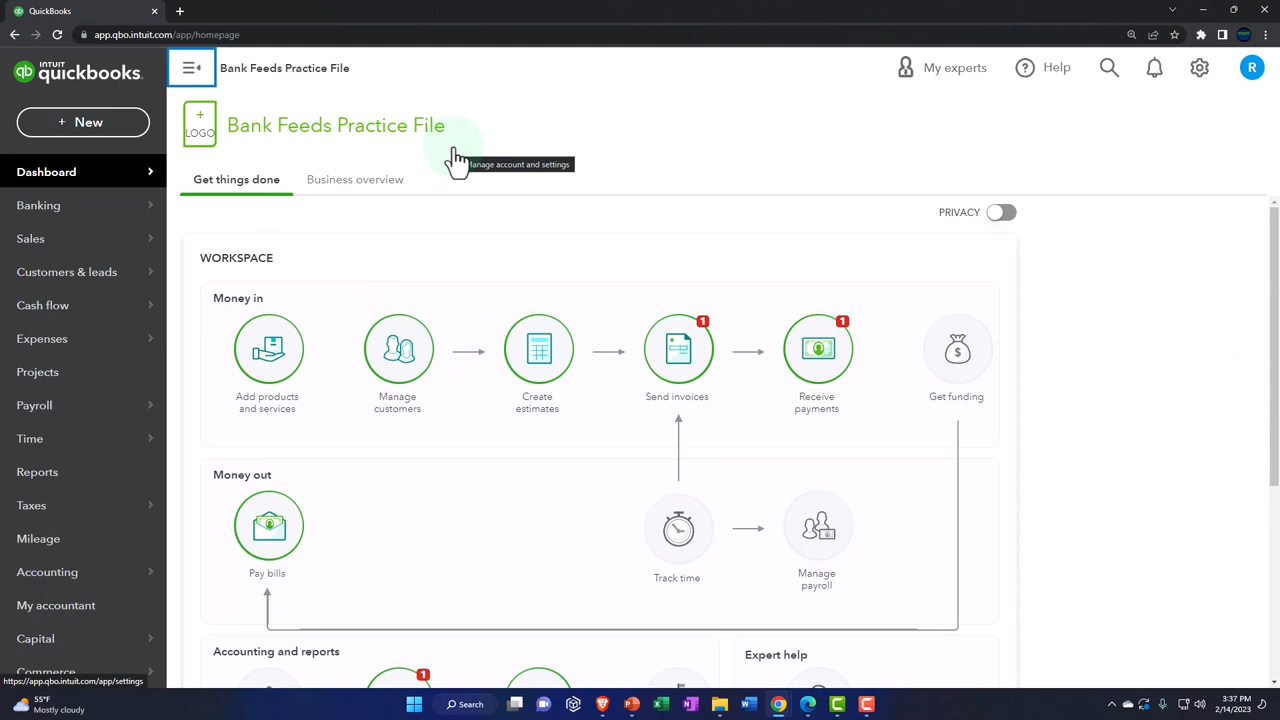 QuickBooks
app.qbo.intuit.com/app/homepage
INTUIT
quickbooks.
Bank Feeds Practice File
My experts
Help
R
+ New
+
LOGO
Bank Feeds Practice File
Manage account and settings
Dashboard
Banking
Sales
Customers & leads
Cash flow
Expenses
Projects
Payroll
Time
Reports
Taxes
Mileage
Accounting
My accountant
Capital
Commerce
https://app.qbo.intuit.com/app/settings
Get things done
Business overview
PRIVACY
WORKSPACE
Money in
1
1
Add products
and services
Manage
customers
Create
estimates
Send invoices
Receive
payments
Get funding
Money out
Pay bills
Track time
Manage
payroll
Accounting and reports
1
Expert help
55°F
Mostly cloudy
Search
3:37 PM
2/14/2023